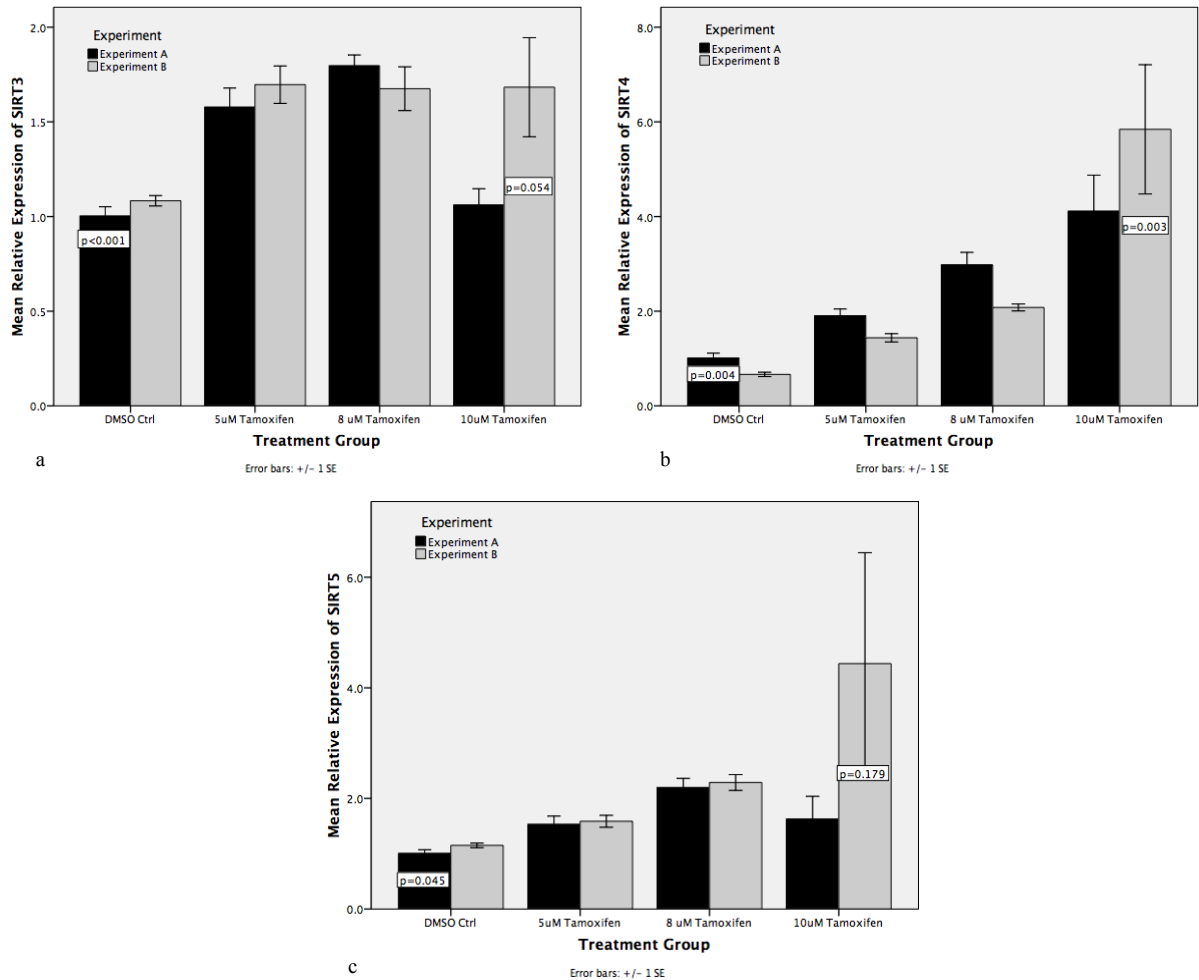 Mean Relative Expression of SIRT3
2.0
1.5
1.0
0.5
0.0
Experiment
Experiment A
Experiment B
p<0.001
p=0.054
DMSO Ctrl 5uM Tamoxifen 8 uM Tamoxifen 10uM Tamoxifen
Treatment Group
a
Error bars: +/- 1 SE
Mean Relative Expression of SIRT4
8.0
6.0
4.0
2.0
0.0
Experiment
Experiment A
Experiment B
p=0.004
p=0.003
DMSO Ctrl 5uM Tamoxifen 8 uM Tamoxifen 10uM Tamoxifen
Treatment Group
b
Error bars: +/- 1 SE
Mean Relative Expression of SIRT5
6.0
4.0
2.0
0.0
Experiment
Experiment A
Experiment B
p=0.045
p=0.179
DMSO Ctrl 5uM Tamoxifen 8 uM Tamoxifen 10uM Tamoxifen
Treatment Group
c
Error bars: +/- 1 SE